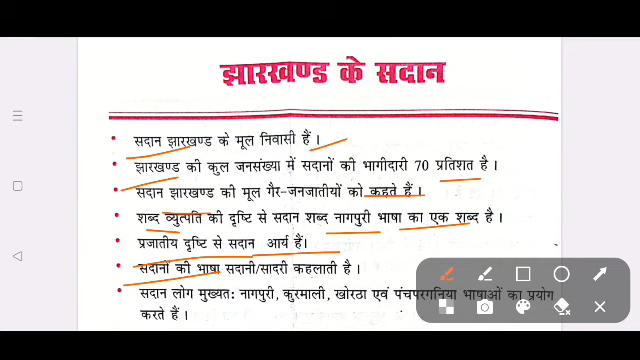 झारखण्ड के सदान
सदान झारखण्ड के मूल निवासी हैं ।
झारखण्ड की कुल जनसंख्या में सदानों की भागीदारी 70 प्रतिशत है ।
सदान झारखण्ड की मूल गैर-जनजातीयों को कहते हैं ।
शब्द व्युत्पति की दृष्टि से सदान शब्द नागपुरी भाषा का एक शब्द है ।
प्रजातीय दृष्टि से सदान आर्य हैं।
सदानों की भाषा सदानी/सादरी कहलाती है ।
सदान लोग मुख्यत: नागपुरी, कुरमाली, खोरठा एवं पंचपरगनिया भाषाओं का प्रयोग
करते हैं ।